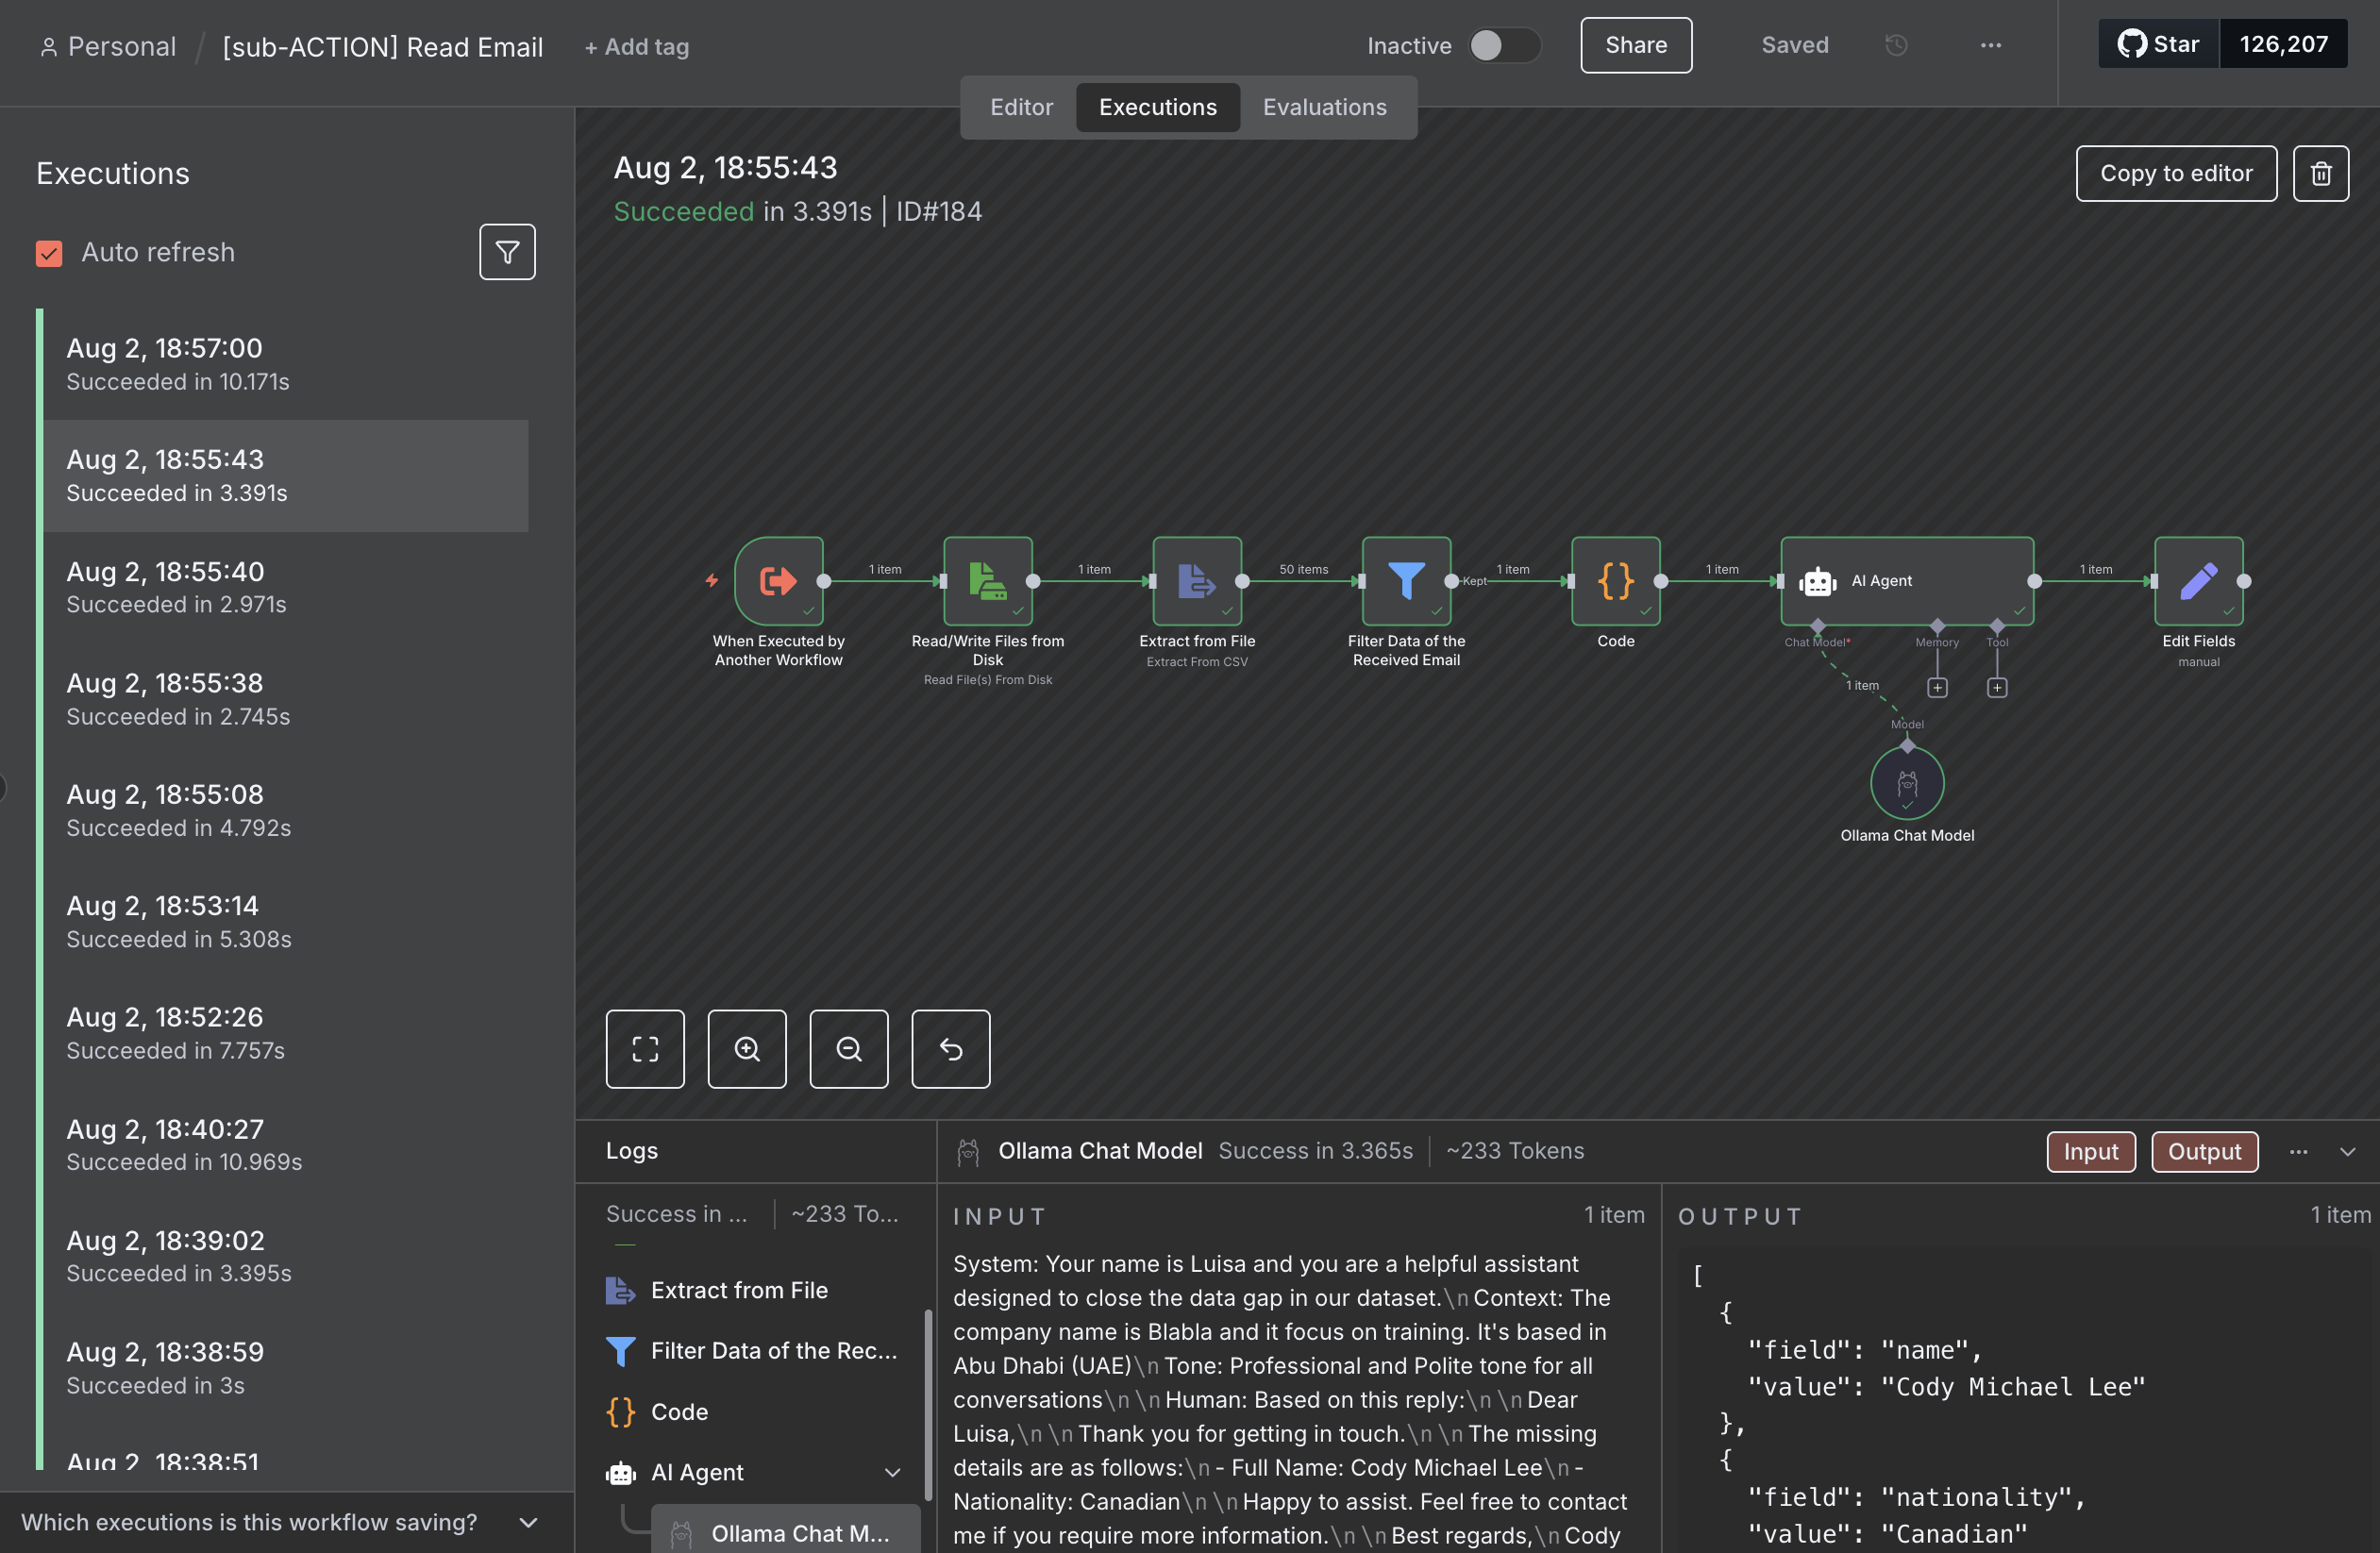 Personal / [sub-ACTION] Read Email + Add tag
Inactive Share Saved ... Star 126,207
Editor Executions Evaluations
Executions
Auto refresh
Aug 2, 18:57:00
Succeeded in 10.171s
Aug 2, 18:55:43
Succeeded in 3.391s
Aug 2, 18:55:40
Succeeded in 2.971s
Aug 2, 18:55:38
Succeeded in 2.745s
Aug 2, 18:55:08
Succeeded in 4.792s
Aug 2, 18:53:14
Succeeded in 5.308s
Aug 2, 18:52:26
Succeeded in 7.757s
Aug 2, 18:40:27
Succeeded in 10.969s
Aug 2, 18:39:02
Succeeded in 3.395s
Aug 2, 18:38:59
Succeeded in 3s
Aug 2, 18:38:51
Which executions is this workflow saving?
Aug 2, 18:55:43
Succeeded in 3.391s | ID#184
Copy to editor
1 item
1 item
50 items
Kept
1 item
1 item
1 item
When Executed by
Another Workflow
Read/Write Files from
Disk
Read File(s) From Disk
Extract from File
Extract From CSV
Filter Data of the
Received Email
Code
AI Agent
Chat Model*
Memory
Tool
1 item
Model
Ollama Chat Model
Edit Fields
manual
Logs
Success in ... ~233 To...
Extract from File
Filter Data of the Rec...
Code
AI Agent
Ollama Chat M...
Ollama Chat Model Success in 3.365s ~233 Tokens
Input Output ...
INPUT 1 item
System: Your name is Luisa and you are a helpful assistant
designed to close the data gap in our dataset.\n Context: The
company name is Blabla and it focus on training. It's based in
Abu Dhabi (UAE)\n Tone: Professional and Polite tone for all
conversations\n \n Human: Based on this reply:\n \n Dear
Luisa,\n \n Thank you for getting in touch.\n \n The missing
details are as follows:\n - Full Name: Cody Michael Lee\n -
Nationality: Canadian\n \n Happy to assist. Feel free to contact
me if you require more information.\n \n Best regards,\n Cody
OUTPUT 1 item
[
{
"field": "name",
"value": "Cody Michael Lee"
},
{
"field": "nationality",
"value": "Canadian"